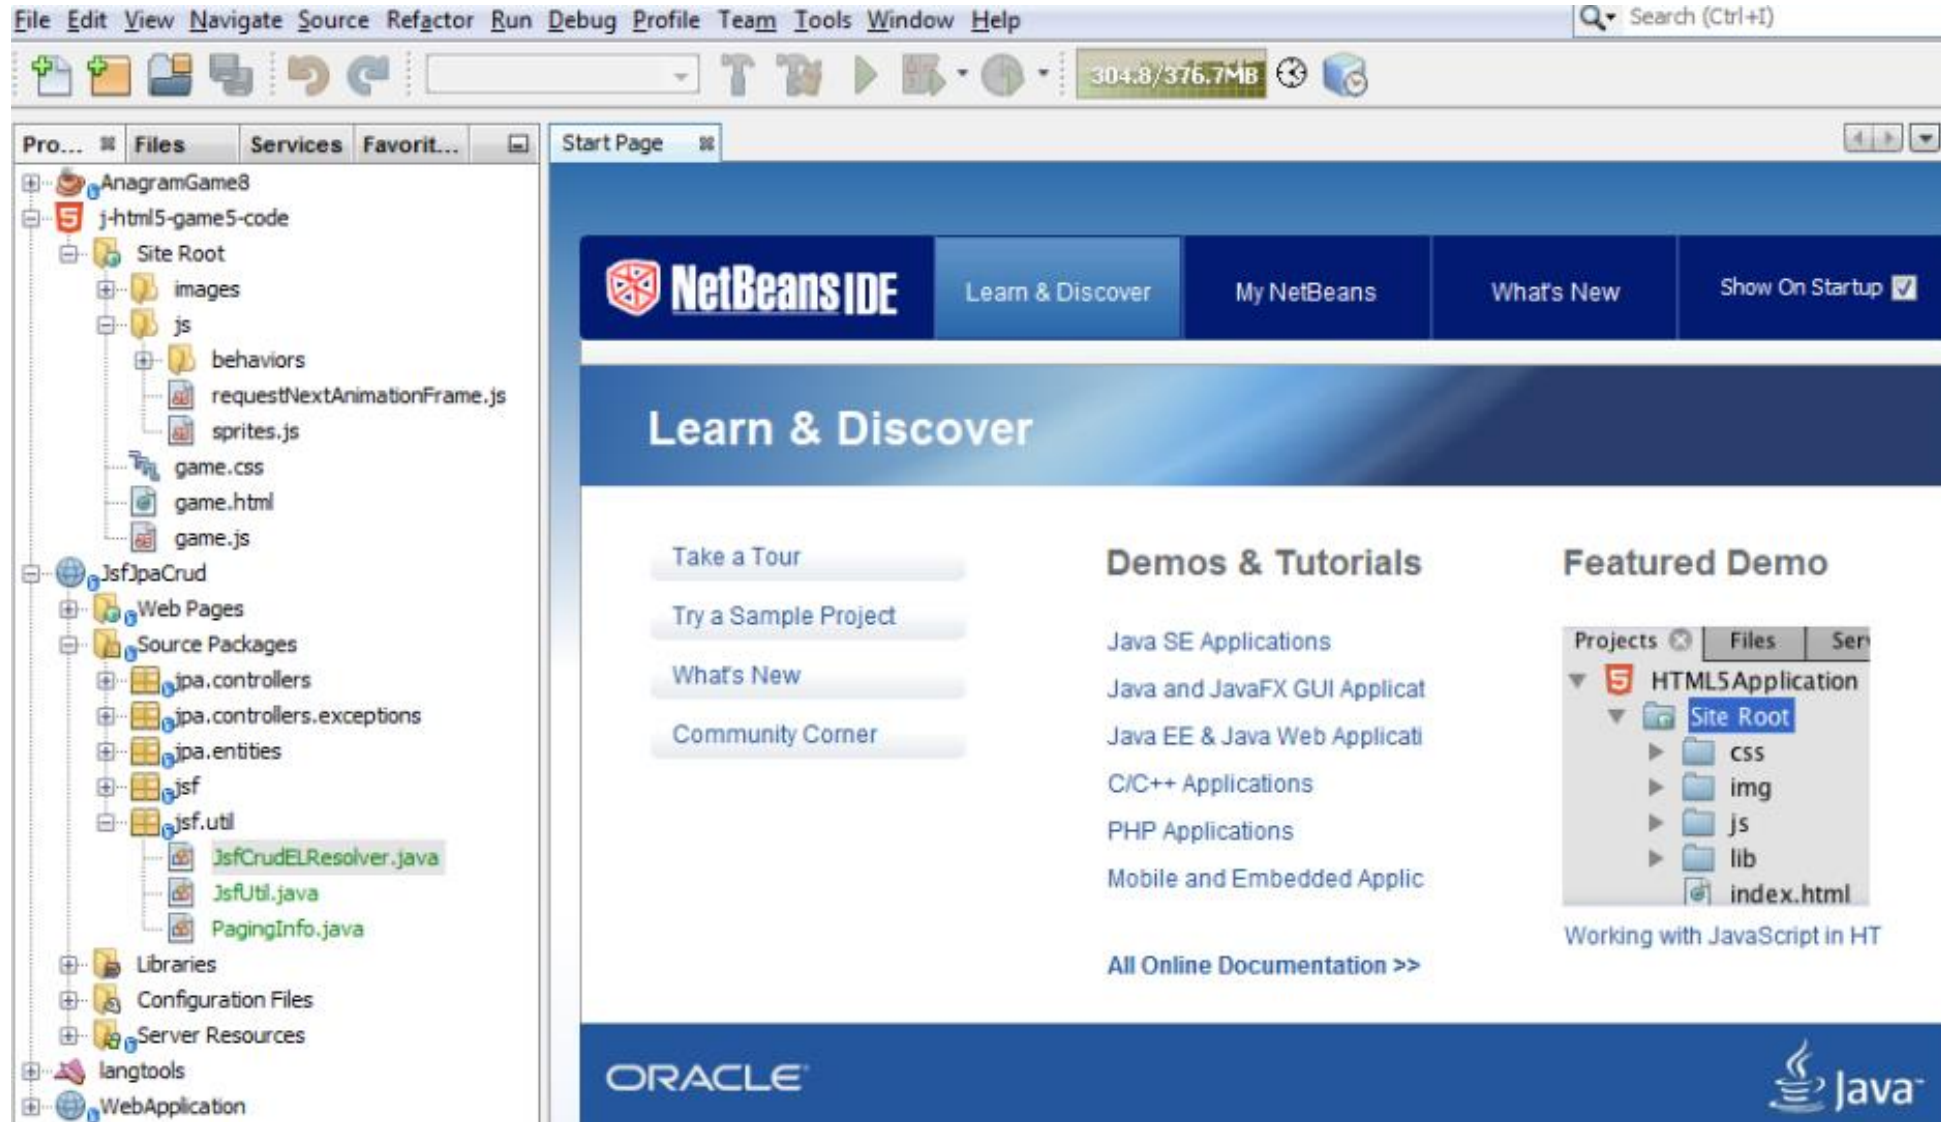 File Edit View Navigate Source Refactor Run Debug Profile Team Tools Window Help
Search (Ctrl+I)
304.8/376.7MB
Pro... Files Services Favorit...
AnagramGame8
j-html5-game5-code
Site Root
images
js
behaviors
requestNextAnimationFrame.js
sprites.js
game.css
game.html
game.js
JsfJpaCrud
Web Pages
Source Packages
jpa.controllers
jpa.controllers.exceptions
jpa.entities
jsf
jsf.util
JsfCrudELResolver.java
JsfUtil.java
PagingInfo.java
Libraries
Configuration Files
Server Resources
langtools
WebApplication
Start Page
NetBeans IDE
Learn & Discover
My NetBeans
What's New
Show On Startup
Learn & Discover
Take a Tour
Try a Sample Project
What's New
Community Corner
Demos & Tutorials
Java SE Applications
Java and JavaFX GUI Applicat
Java EE & Java Web Applicati
C/C++ Applications
PHP Applications
Mobile and Embedded Applic
All Online Documentation >>
Featured Demo
Projects Files Ser
HTML5Application
Site Root
css
img
js
lib
index.html
Working with JavaScript in HT
ORACLE
Java